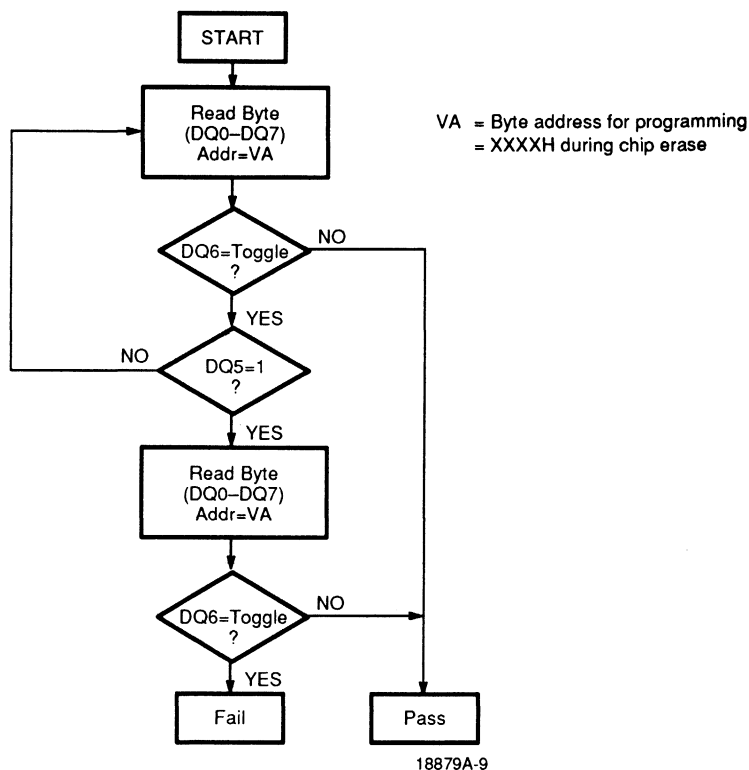 START
Read Byte
(DQ0–DQ7)
Addr=VA
VA = Byte address for programming
= XXXXH during chip erase
DQ6=Toggle
?
NO
YES
NO
DQ5=1
?
YES
Read Byte
(DQ0–DQ7)
Addr=VA
DQ6=Toggle
?
NO
YES
Fail
Pass
18879A-9